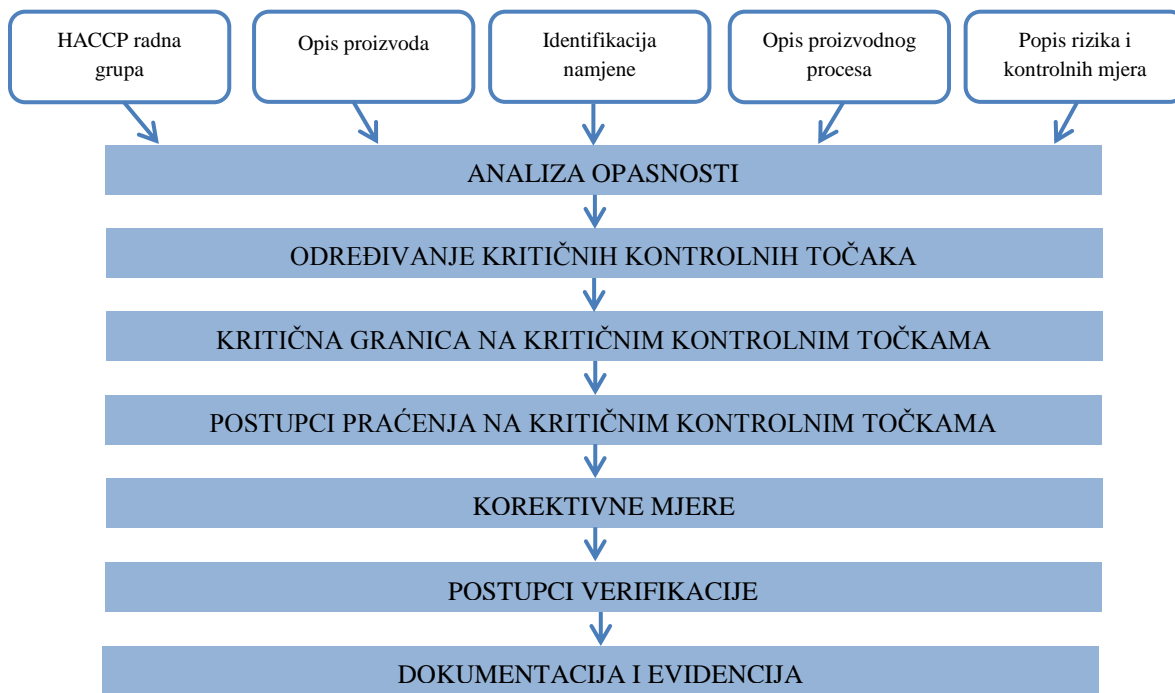 HACCP radna
grupa
Opis proizvoda
Identifikacija
namjene
Opis proizvodnog
procesa
Popis rizika i
kontrolnih mjera
ANALIZA OPASNOSTI
ODREĐIVANJE KRITIČNIH KONTROLNIH TOČAKA
KRITIČNA GRANICA NA KRITIČNIM KONTROLNIM TOČKAMA
POSTUPCI PRAĆENJA NA KRITIČNIM KONTROLNIM TOČKAMA
KOREKTIVNE MJERE
POSTUPCI VERIFIKACIJE
DOKUMENTACIJA I EVIDENCIJA